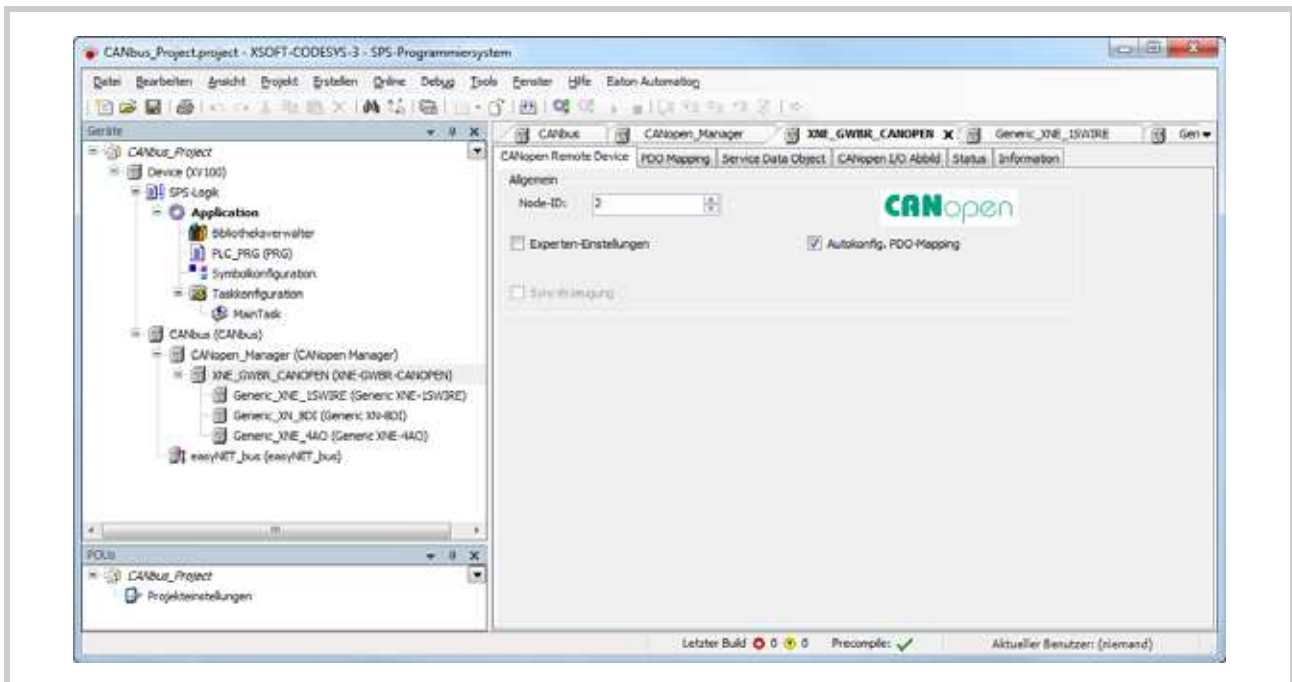 CANbus_Project.project - XSOFT-CODESYS-3 - SPS-Programmiersystem
Datei Bearbeiten Ansicht Projekt Erstellen Online Debug Tools Fenster Hilfe Eaton Automation
Geräte
CANbus CANopen_Manager XNE_GWBR_CANOPEN Generic_XNE_1SWIRE Gen
CANbus_Project
CANopen Remote Device PDO Mapping Service Data Object CANopen I/O Abbild Status Information
Device (XV100)
Allgemein
SPS-Logik
Node-ID: 2
CANopen
Application
Bibliotheksverwalter
Experten-Einstellungen Autokonfig. PDO-Mapping
PLC_PRG (PRG)
Symbolkonfiguration
Taskkonfiguration
MainTask
CANbus (CANbus)
CANopen_Manager (CANopen Manager)
XNE_GWBR_CANOPEN (XNE-GWBR-CANOPEN)
Generic_XNE_1SWIRE (Generic XNE-1SWIRE)
Generic_XN_8DI (Generic XN-8DI)
Generic_XNE_4AO (Generic XNE-4AO)
easyNET_bus (easyNET_bus)
POUs
CANbus_Project
Projekteinstellungen
Letzter Build 0 0 Precompile: Aktueller Benutzer: (niemand)